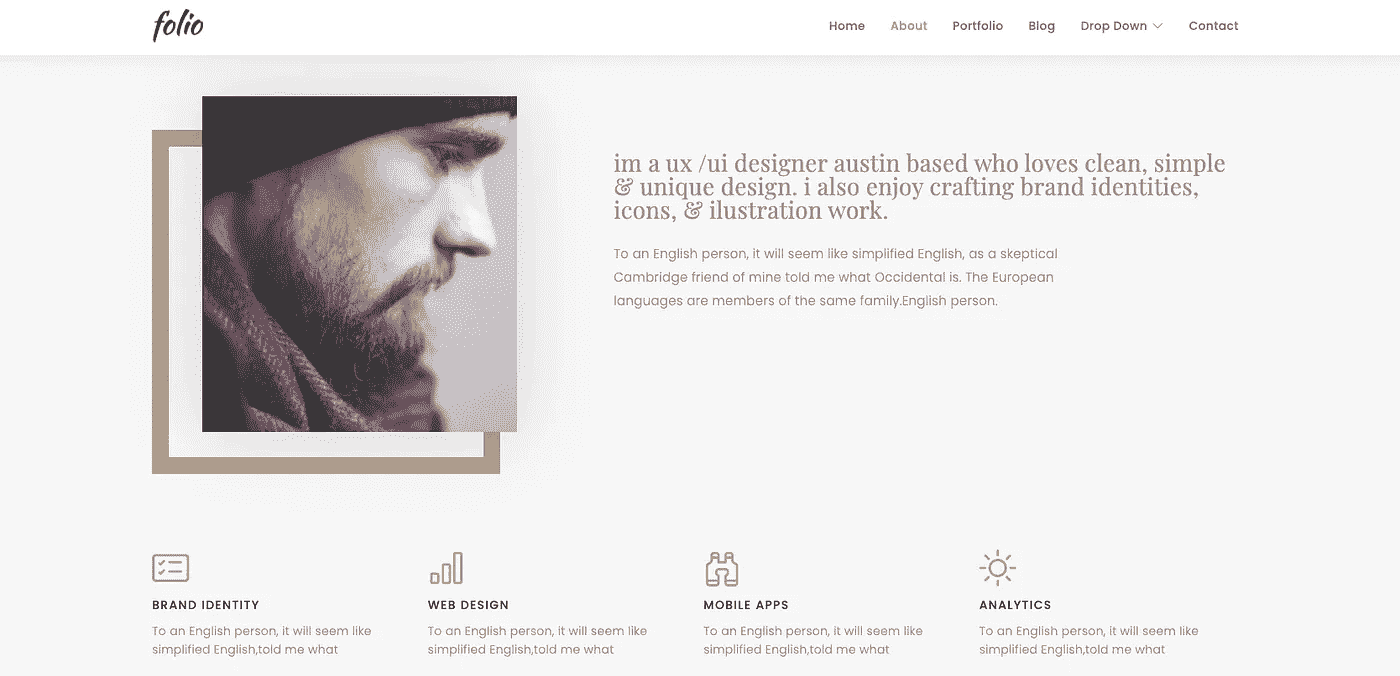 folio
Home About Portfolio Blog Drop Down Contact
im a ux /ui designer austin based who loves clean, simple
& unique design. i also enjoy crafting brand identities,
icons, & ilustration work.
To an English person, it will seem like simplified English, as a skeptical
Cambridge friend of mine told me what Occidental is. The European
languages are members of the same family.English person.
BRAND IDENTITY
To an English person, it will seem like
simplified English,told me what
WEB DESIGN
To an English person, it will seem like
simplified English,told me what
MOBILE APPS
To an English person, it will seem like
simplified English,told me what
ANALYTICS
To an English person, it will seem like
simplified English,told me what